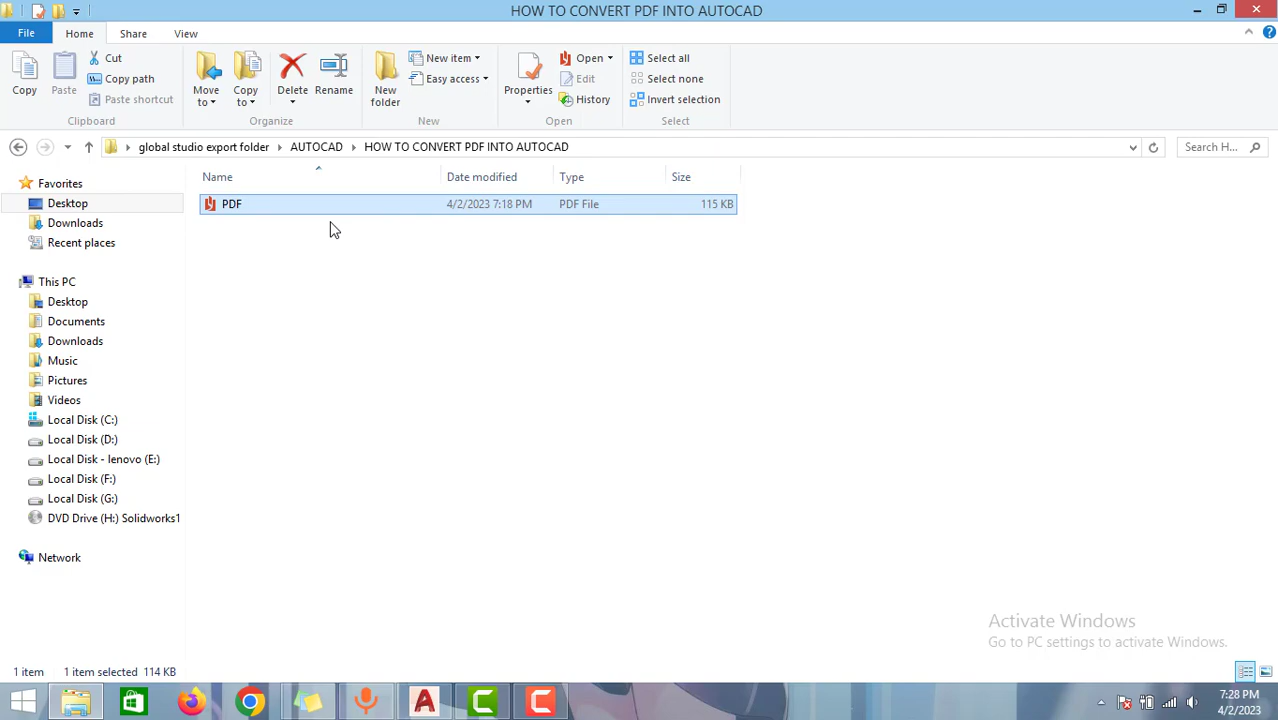 HOW TO CONVERT PDF INTO AUTOCAD
File Home Share View
Copy Paste Cut Copy path Paste shortcut Move to Copy to Delete Rename New folder New item Easy access Properties Open Edit History Select all Select none Invert selection
Clipboard Organize New Open Select
global studio export folder AUTOCAD HOW TO CONVERT PDF INTO AUTOCAD Search H...
Name Date modified Type Size
PDF 4/2/2023 7:18 PM PDF File 115 KB
Favorites
Desktop
Downloads
Recent places
This PC
Desktop
Documents
Downloads
Music
Pictures
Videos
Local Disk (C:)
Local Disk (D:)
Local Disk - lenovo (E:)
Local Disk (F:)
Local Disk (G:)
DVD Drive (H:) Solidworks1
Network
Activate Windows
Go to PC settings to activate Windows.
1 item 1 item selected 114 KB
7:28 PM
4/2/2023